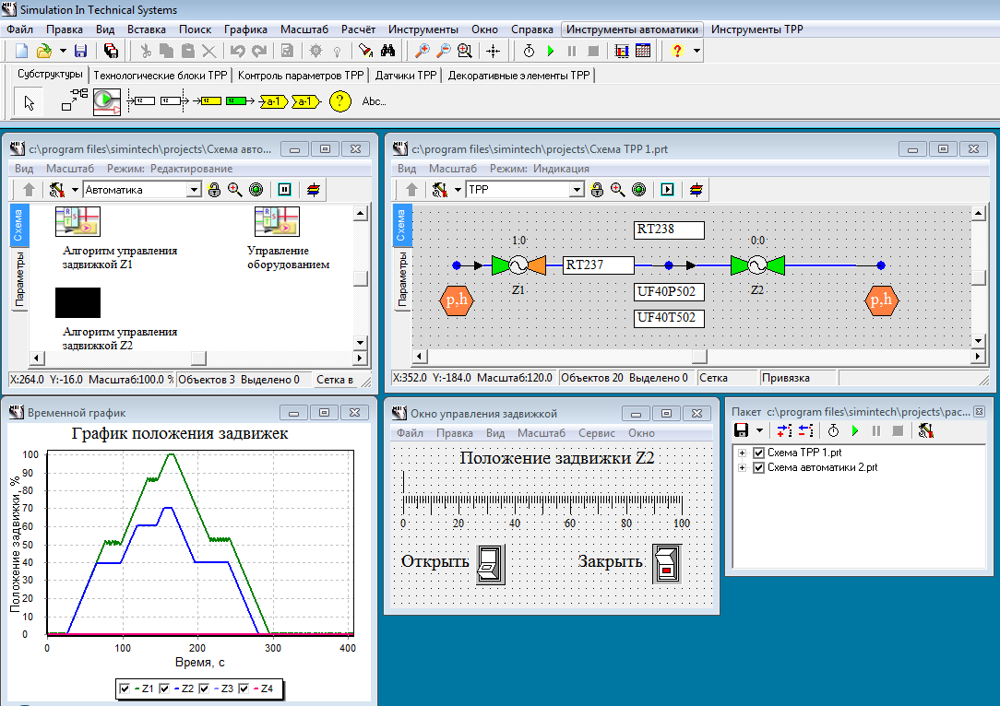 Simulation In Technical Systems
Файл Правка Вид Вставка Поиск Графика Масштаб Расчёт Инструменты Окно Справка Инструменты автоматики Инструменты ТРР
Субструктуры Технологические блоки ТРР Контроль параметров ТРР Датчики ТРР Декоративные элементы ТРР
12 12 12 12 a-1 a-1 ? Abc...
c:\program files\simintech\projects\Схема авто...
Вид Масштаб Режим: Редактирование
Автоматика
Схема
Параметры
Алгоритм управления
задвижкой Z1
Управление
оборудованием
Алгоритм управления
задвижкой Z2
X:264.0 Y:-16.0 Масштаб:100.0 % Объектов 3 Выделено 0 Сетка в
c:\program files\simintech\projects\Схема ТРР 1.prt
Вид Масштаб Режим: Индикация
ТРР
Схема
Параметры
RT238
1:0
0:0
RT237
Z1
Z2
UF40P502
p,h
p,h
UF40T502
X:352.0 Y:-184.0 Масштаб:120.0 Объектов 20 Выделено 0 Сетка Привязка
Временной график
График положения задвижек
Положение задвижки, %
100
90
80
70
60
50
40
30
20
10
0
0 100 200 300 400
Время, с
Z1 Z2 Z3 Z4
Окно управления задвижкой
Файл Правка Вид Масштаб Сервис Окно
Положение задвижки Z2
0 20 40 60 80 100
Открыть Закрыть
Пакет c:\program files\simintech\projects\рас...
Схема ТРР 1.prt
Схема автоматики 2.prt